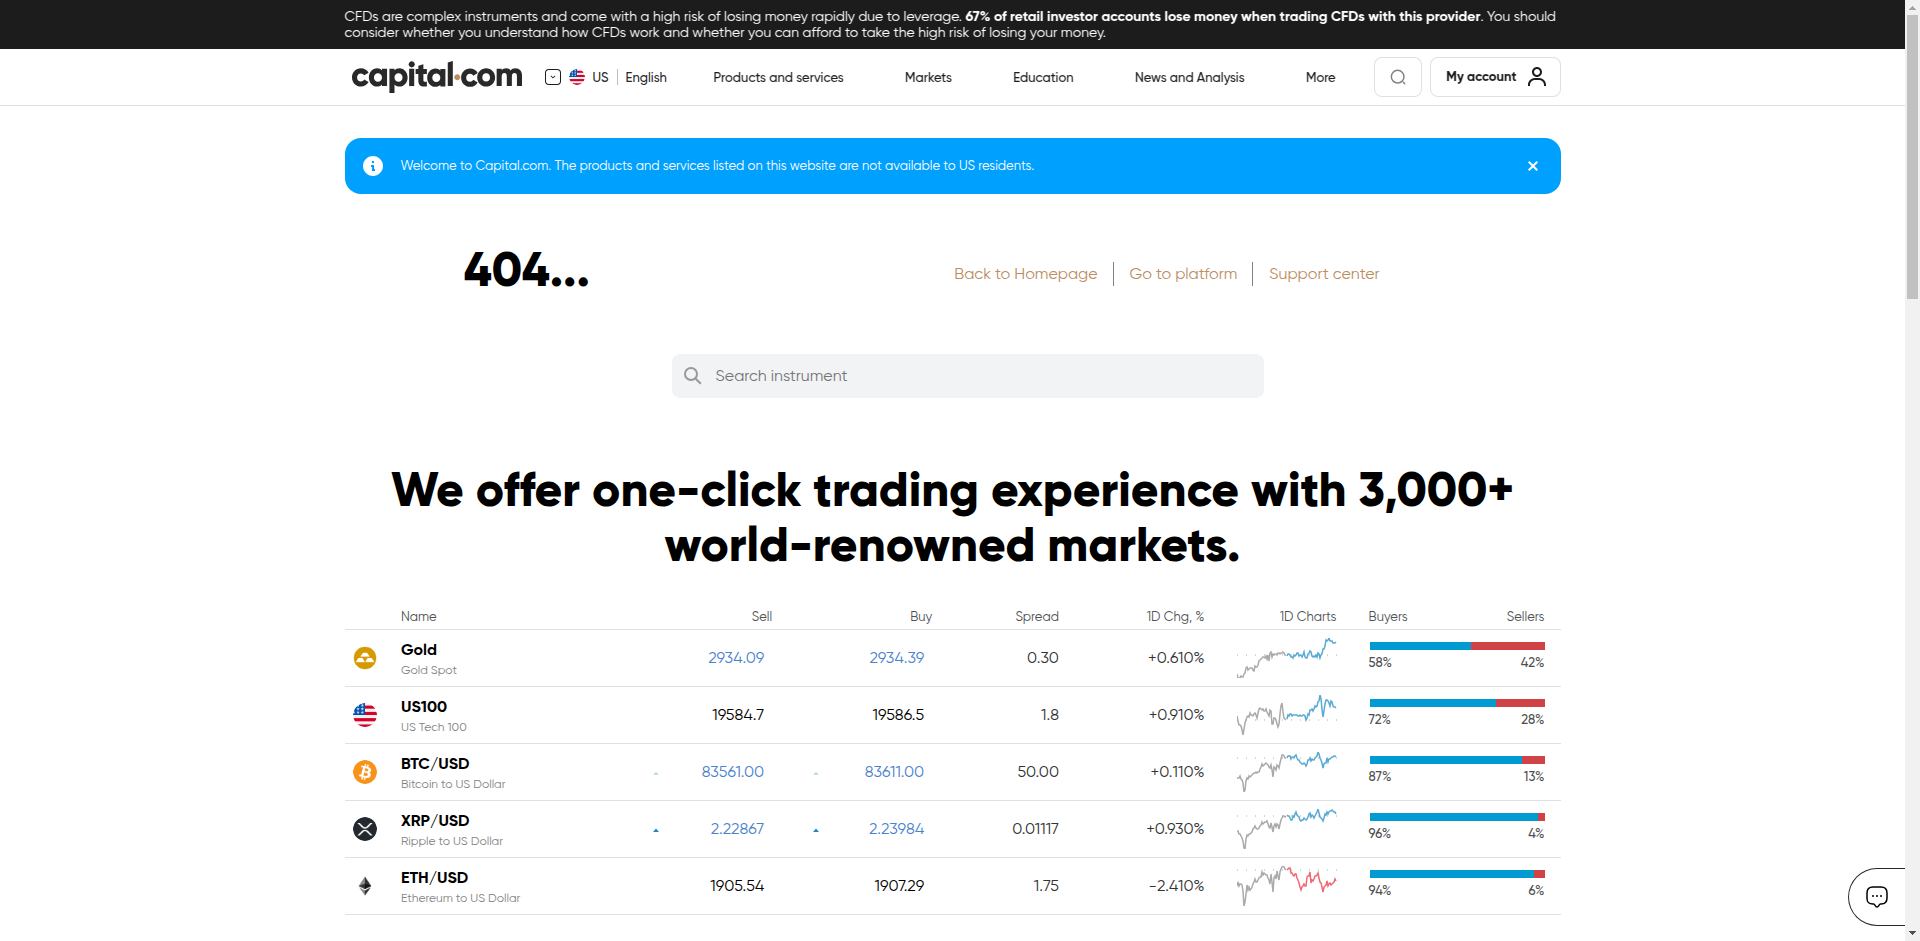 CFDs are complex instruments and come with a high risk of losing money rapidly due to leverage. 67% of retail investor accounts lose money when trading CFDs with this provider. You should
consider whether you understand how CFDs work and whether you can afford to take the high risk of losing your money.
capital.com US English Products and services Markets Education News and Analysis More My account
Welcome to Capital.com. The products and services listed on this website are not available to US residents.
404...
Back to Homepage Go to platform Support center
Search instrument
We offer one-click trading experience with 3,000+
world-renowned markets.
Name Sell Buy Spread 1D Chg, % 1D Charts Buyers Sellers
Gold 2934.09 2934.39 0.30 +0.610% 58% 42%
Gold Spot
US100 19584.7 19586.5 1.8 +0.910% 72% 28%
US Tech 100
BTC/USD 83561.00 83611.00 50.00 +0.110% 87% 13%
Bitcoin to US Dollar
XRP/USD 2.22867 2.23984 0.01117 +0.930% 96% 4%
Ripple to US Dollar
ETH/USD 1905.54 1907.29 1.75 -2.410% 94% 6%
Ethereum to US Dollar